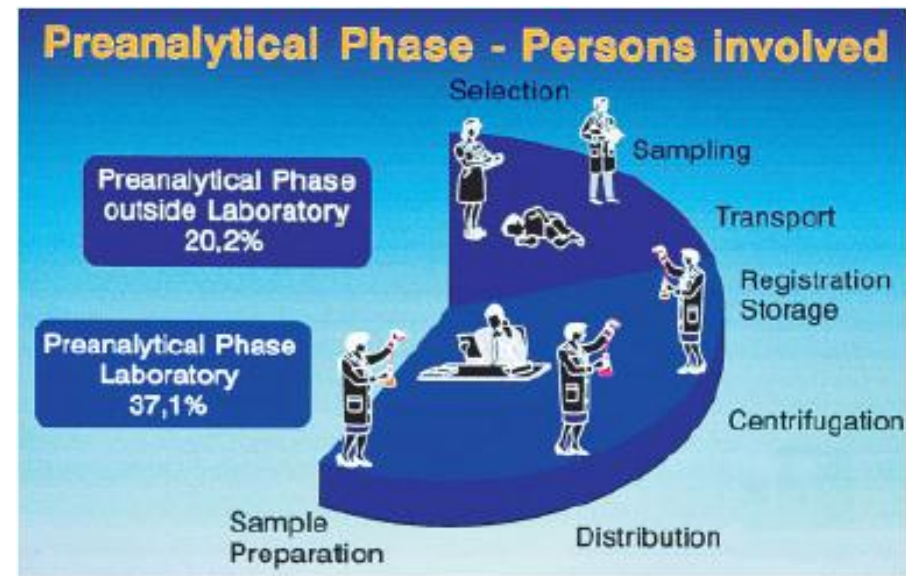 Preanalytical Phase - Persons involved
Selection
Sampling
Preanalytical Phase
outside Laboratory
20,2%
Transport
Registration
Storage
Preanalytical Phase
Laboratory
37,1%
Centrifugation
Sample
Preparation
Distribution